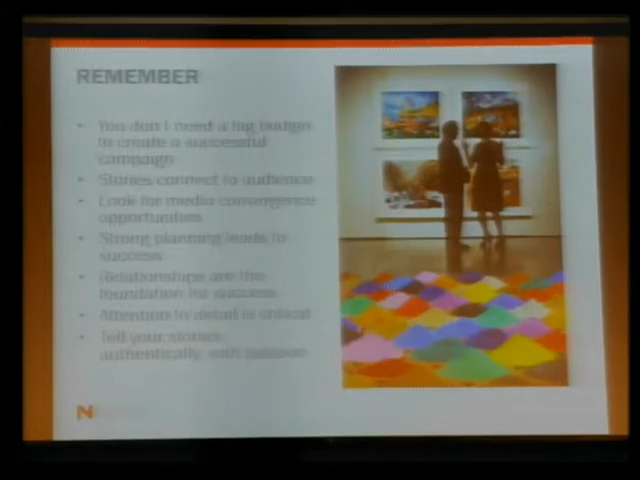 REMEMBER
• You don't need a big budget
to create a successful
campaign
• Stories connect to audience
• Look for media convergence
opportunities
• Strong planning leads to
success
• Relationships are the
foundation for success
• Attention to detail is critical
• Tell your stories
authentically, with passion
N